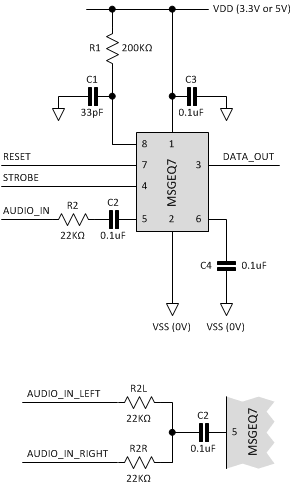 VDD (3.3V or 5V)
R1
200KΩ
C1
33pF
C3
0.1uF
8
1
RESET
7
3
DATA_OUT
MSGEQ7
STROBE
4
AUDIO_IN
R2
C2
5
2
6
22KΩ
0.1uF
C4
0.1uF
VSS (0V)
VSS (0V)
AUDIO_IN_LEFT
R2L
22KΩ
C2
5
MSGEQ7
0.1uF
AUDIO_IN_RIGHT
R2R
22KΩ